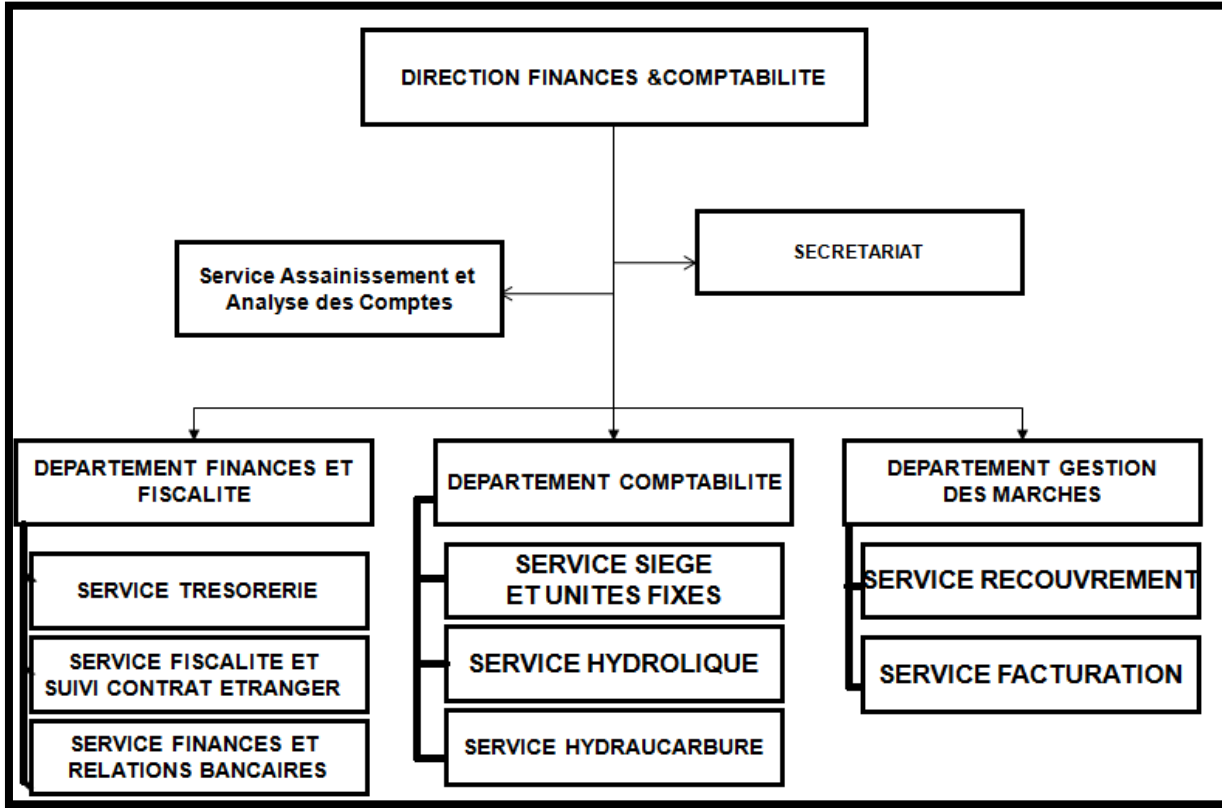 DIRECTION FINANCES &COMPTABILITE
SECRETARIAT
Service Assainissement et
Analyse des Comptes
DEPARTEMENT FINANCES ET
FISCALITE
SERVICE TRESORERIE
SERVICE FISCALITE ET
SUIVI CONTRAT ETRANGER
SERVICE FINANCES ET
RELATIONS BANCAIRES
DEPARTEMENT COMPTABILITE
SERVICE SIEGE
ET UNITES FIXES
SERVICE HYDROLIQUE
SERVICE HYDRAUCARBURE
DEPARTEMENT GESTION
DES MARCHES
SERVICE RECOUVREMENT
SERVICE FACTURATION